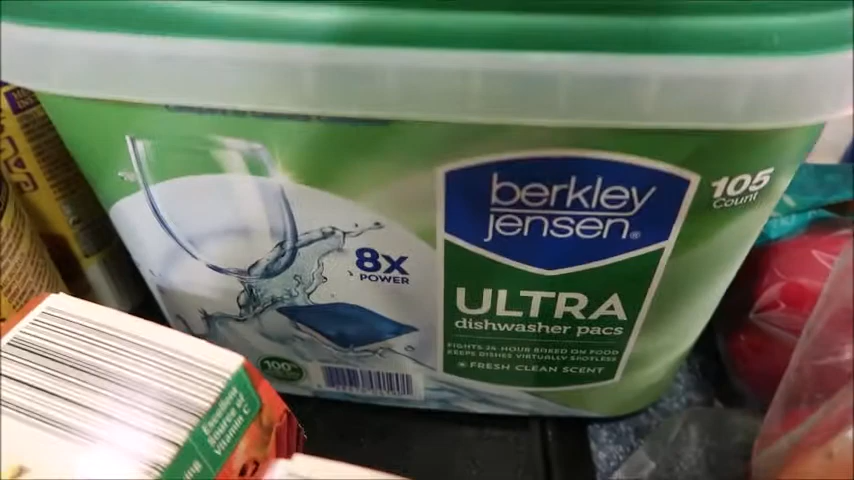 berkley
jensen
105
Count
8X
POWER
ULTRA
dishwasher pacs
FIGHTS 24-HOUR BAKED ON FOOD
KEEPS DISHES VIRTUALLY SPOTLESS
FRESH CLEAN SCENT
100%
Excellent
Source of
Vitamin C